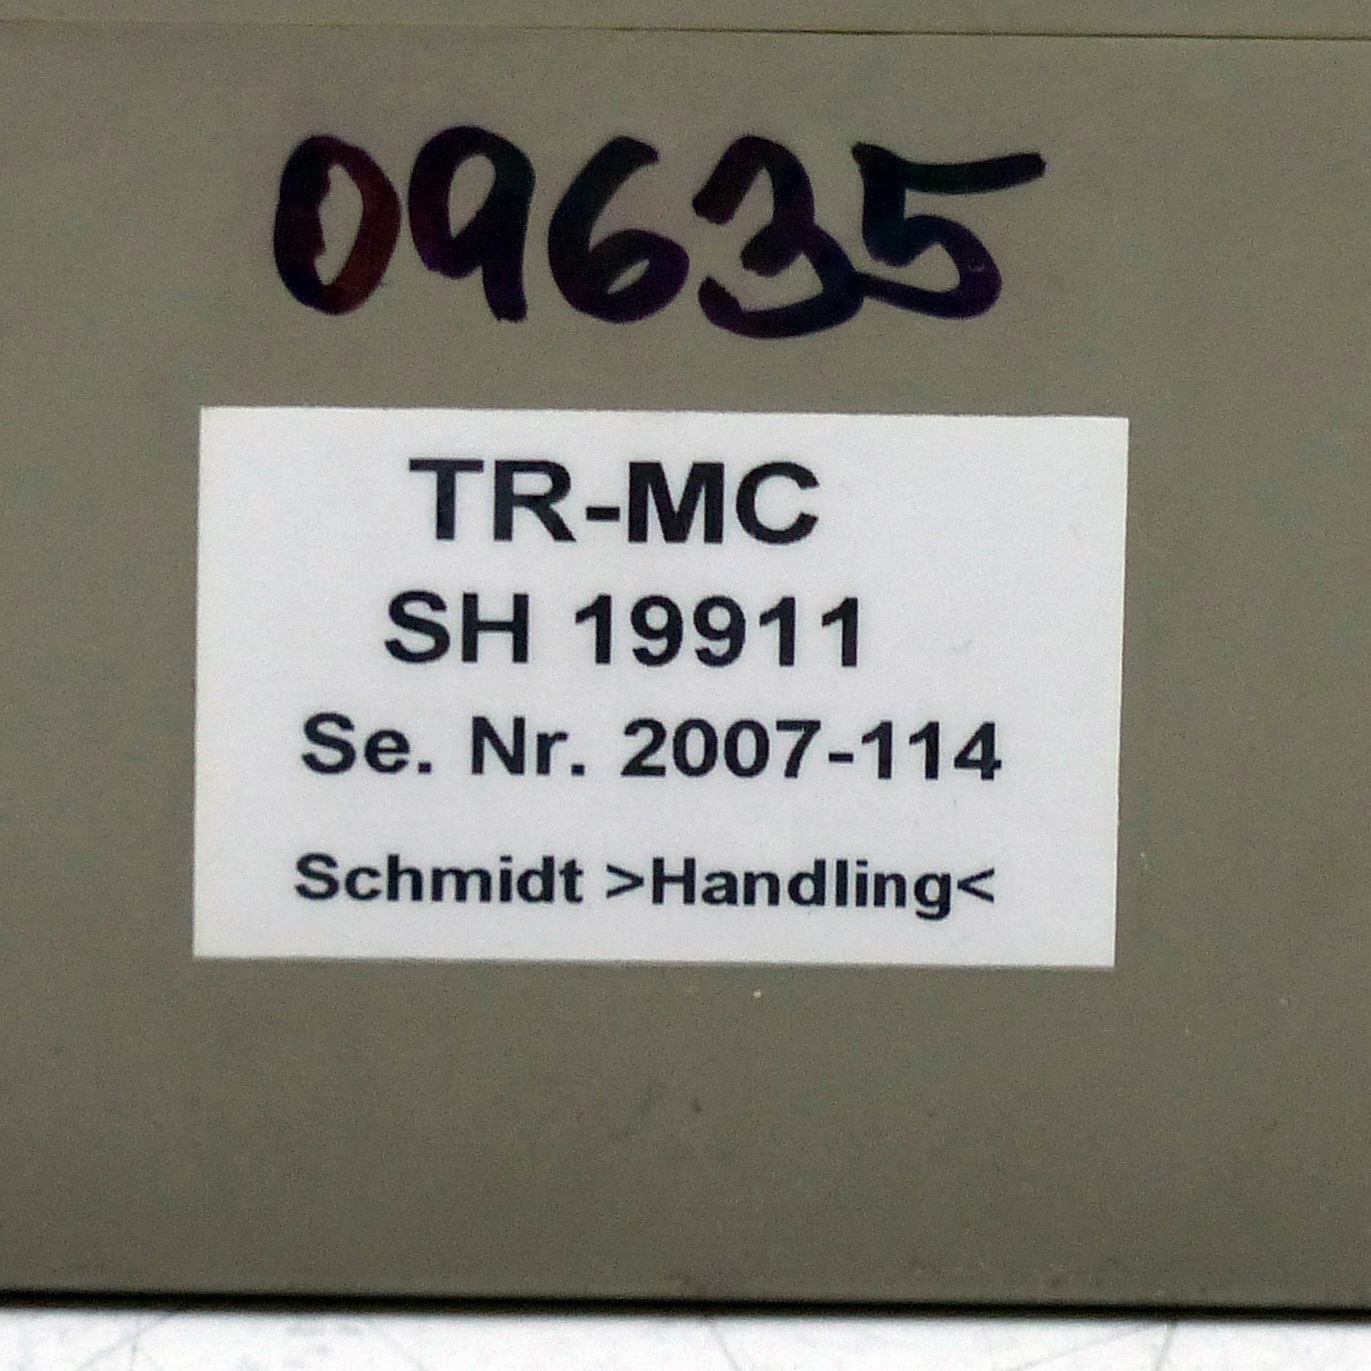 09635
TR-MC
SH 19911
Se. Nr. 2007-114
Schmidt >Handling<